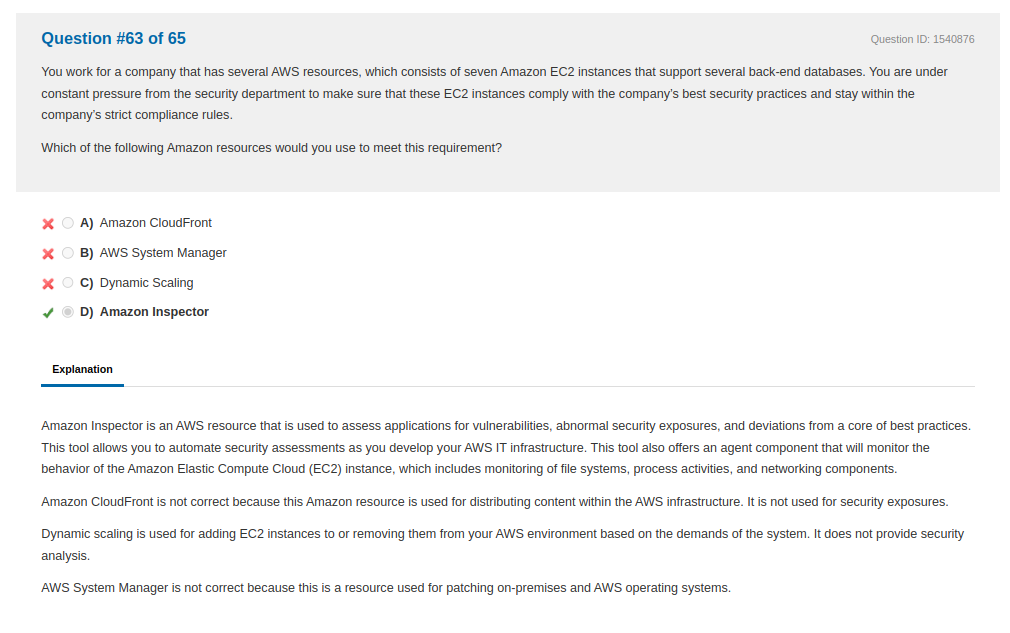 Question #63 of 65
Question ID: 1540876
You work for a company that has several AWS resources, which consists of seven Amazon EC2 instances that support several back-end databases. You are under
constant pressure from the security department to make sure that these EC2 instances comply with the company's best security practices and stay within the
company's strict compliance rules.
Which of the following Amazon resources would you use to meet this requirement?
A) Amazon CloudFront
B) AWS System Manager
C) Dynamic Scaling
D) Amazon Inspector
Explanation
Amazon Inspector is an AWS resource that is used to assess applications for vulnerabilities, abnormal security exposures, and deviations from a core of best practices.
This tool allows you to automate security assessments as you develop your AWS IT infrastructure. This tool also offers an agent component that will monitor the
behavior of the Amazon Elastic Compute Cloud (EC2) instance, which includes monitoring of file systems, process activities, and networking components.
Amazon CloudFront is not correct because this Amazon resource is used for distributing content within the AWS infrastructure. It is not used for security exposures.
Dynamic scaling is used for adding EC2 instances to or removing them from your AWS environment based on the demands of the system. It does not provide security
analysis.
AWS System Manager is not correct because this is a resource used for patching on-premises and AWS operating systems.